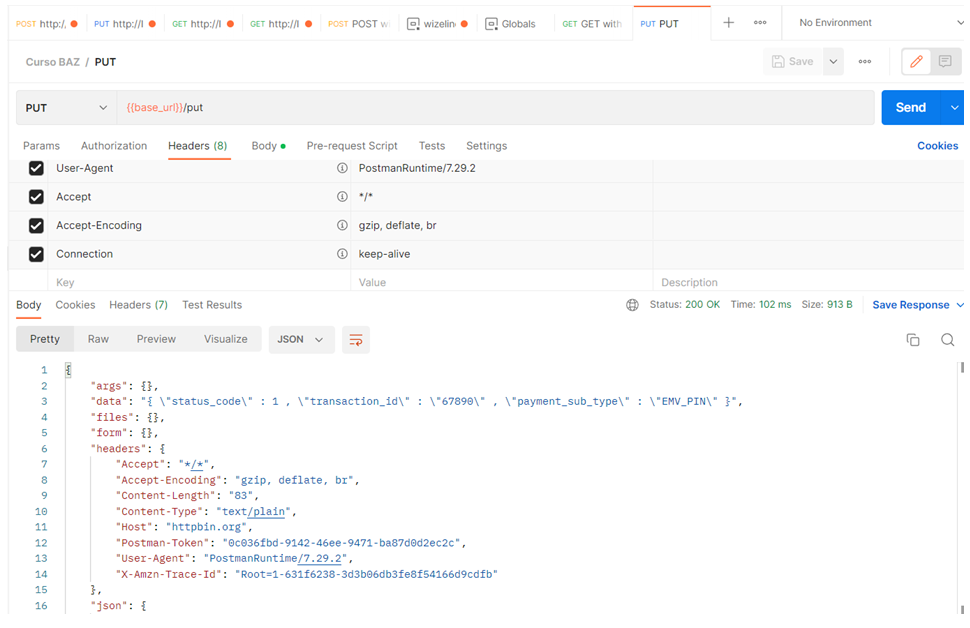 POST http:/, PUT http://l GET http://l GET http://l POST POST wi wizelin Globals GET GET with PUT PUT No Environment
Curso BAZ / PUT Save
PUT {{base_url}}/put Send
Params Authorization Headers (8) Body Pre-request Script Tests Settings Cookies
User-Agent PostmanRuntime/7.29.2
Accept */*
Accept-Encoding gzip, deflate, br
Connection keep-alive
Key Value Description
Body Cookies Headers (7) Test Results Status: 200 OK Time: 102 ms Size: 913 B Save Response
Pretty Raw Preview Visualize JSON
1 {
2 "args": {},
3 "data": "{ \"status_code\" : 1 , \"transaction_id\" : \"67890\" , \"payment_sub_type\" : \"EMV_PIN\" }",
4 "files": {},
5 "form": {},
6 "headers": {
7 "Accept": "*/*",
8 "Accept-Encoding": "gzip, deflate, br",
9 "Content-Length": "83",
10 "Content-Type": "text/plain",
11 "Host": "httpbin.org",
12 "Postman-Token": "0c036fbd-9142-46ee-9471-ba87d0d2ec2c",
13 "User-Agent": "PostmanRuntime/7.29.2",
14 "X-Amzn-Trace-Id": "Root=1-631f6238-3d3b06db3fe8f54166d9cdfb"
15 },
16 "json": {